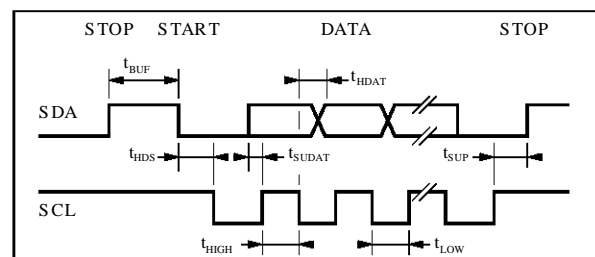 STOP START DATA STOP
tBUF
tHDAT
SDA
tHDS
tSUDAT
tSUP
SCL
tHIGH
tLOW